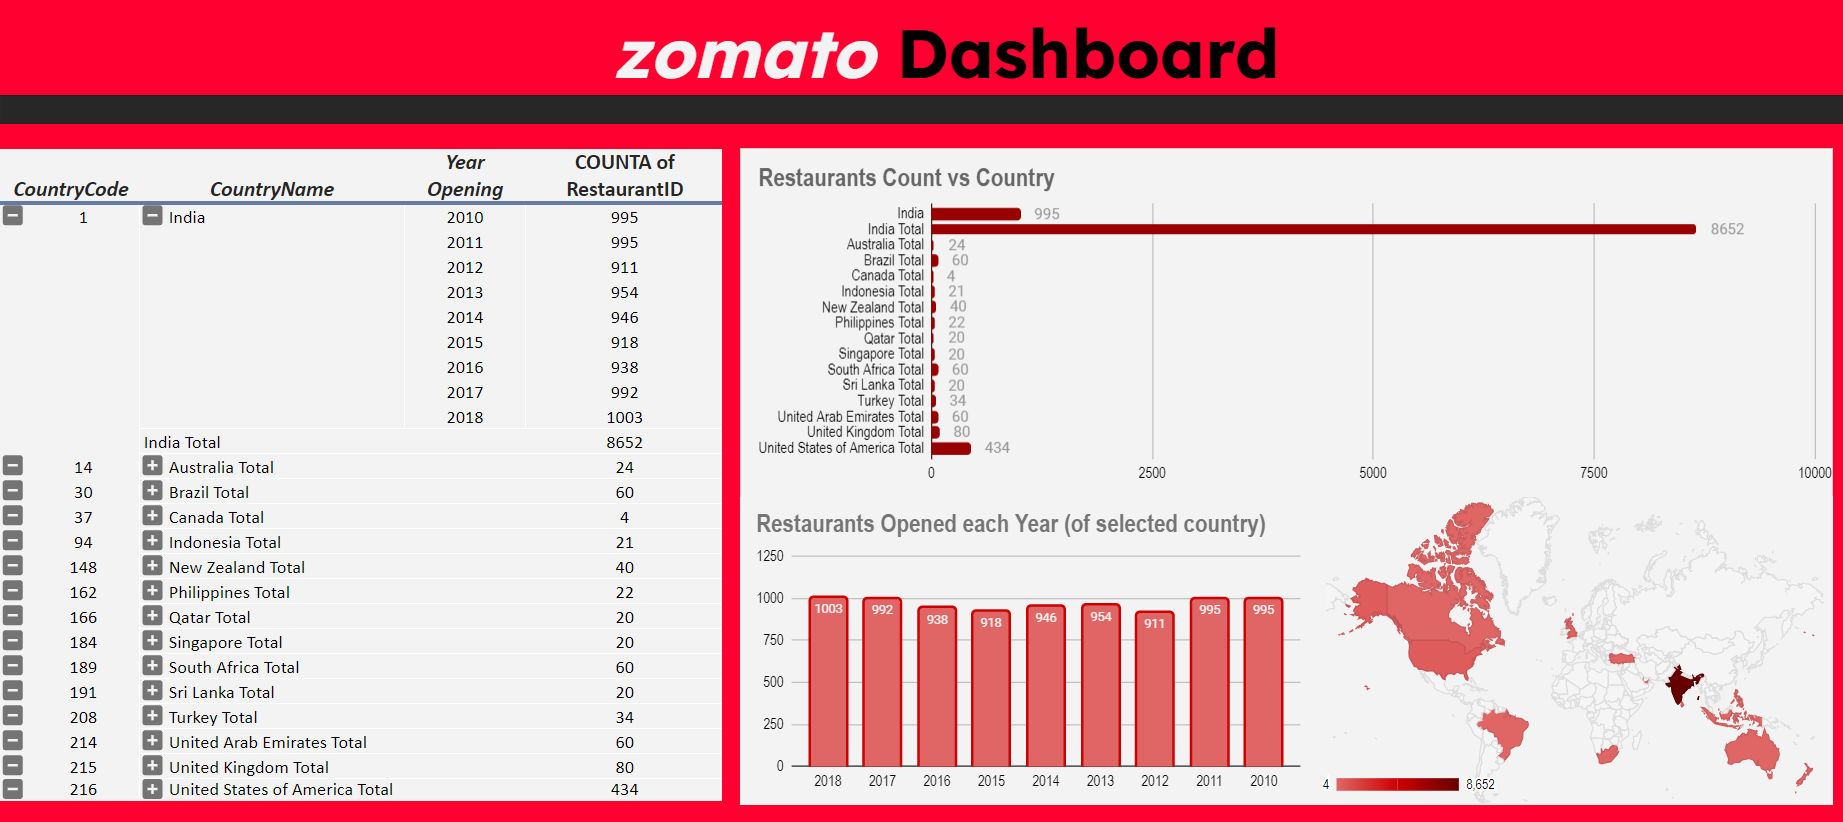 zomato Dashboard
CountryCode CountryName Year Opening COUNTA of RestaurantID
1 India 2010 995
2011 995
2012 911
2013 954
2014 946
2015 918
2016 938
2017 992
2018 1003
India Total 8652
14 Australia Total 24
30 Brazil Total 60
37 Canada Total 4
94 Indonesia Total 21
148 New Zealand Total 40
162 Philippines Total 22
166 Qatar Total 20
184 Singapore Total 20
189 South Africa Total 60
191 Sri Lanka Total 20
208 Turkey Total 34
214 United Arab Emirates Total 60
215 United Kingdom Total 80
216 United States of America Total 434
Restaurants Count vs Country
India 995
India Total 8652
Australia Total 24
Brazil Total 60
Canada Total 4
Indonesia Total 21
New Zealand Total 40
Philippines Total 22
Qatar Total 20
Singapore Total 20
South Africa Total 60
Sri Lanka Total 20
Turkey Total 34
United Arab Emirates Total 60
United Kingdom Total 80
United States of America Total 434
0 2500 5000 7500 10000
Restaurants Opened each Year (of selected country)
1250
1000
750
500
250
0
1003 992 938 918 946 954 911 995 995
2018 2017 2016 2015 2014 2013 2012 2011 2010
4 8,652